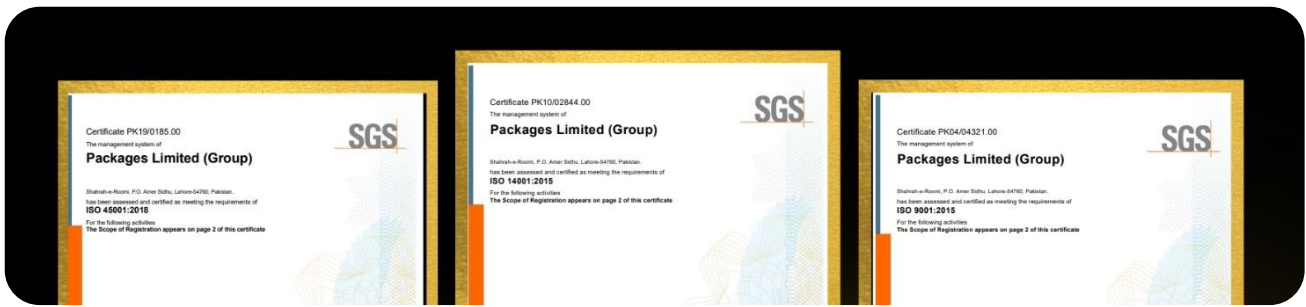 Certificate PK19/0185.00
The management system of
SGS
Packages Limited (Group)
Shahrah-e-Roomi, P.O. Amer Sidhu, Lahore-54760, Pakistan.
has been assessed and certified as meeting the requirements of
ISO 45001:2018
For the following activities
The Scope of Registration appears on page 2 of this certificate
Certificate PK10/02844.00
The management system of
SGS
Packages Limited (Group)
Shahrah-e-Roomi, P.O. Amer Sidhu, Lahore-54760, Pakistan.
has been assessed and certified as meeting the requirements of
ISO 14001:2015
For the following activities
The Scope of Registration appears on page 2 of this certificate
Certificate PK04/04321.00
The management system of
SGS
Packages Limited (Group)
Shahrah-e-Roomi, P.O. Amer Sidhu, Lahore-54760, Pakistan.
has been assessed and certified as meeting the requirements of
ISO 9001:2015
For the following activities
The Scope of Registration appears on page 2 of this certificate